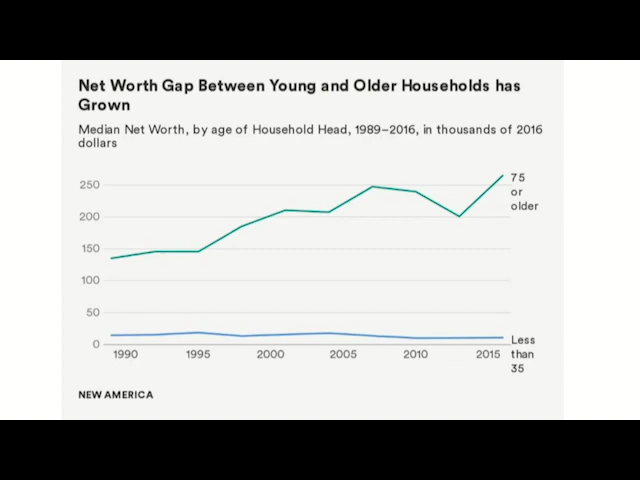 Net Worth Gap Between Young and Older Households has
Grown
Median Net Worth, by age of Household Head, 1989–2016, in thousands of 2016
dollars
250
200
150
100
50
0
75
or
older
Less
than
35
1990 1995 2000 2005 2010 2015
NEW AMERICA